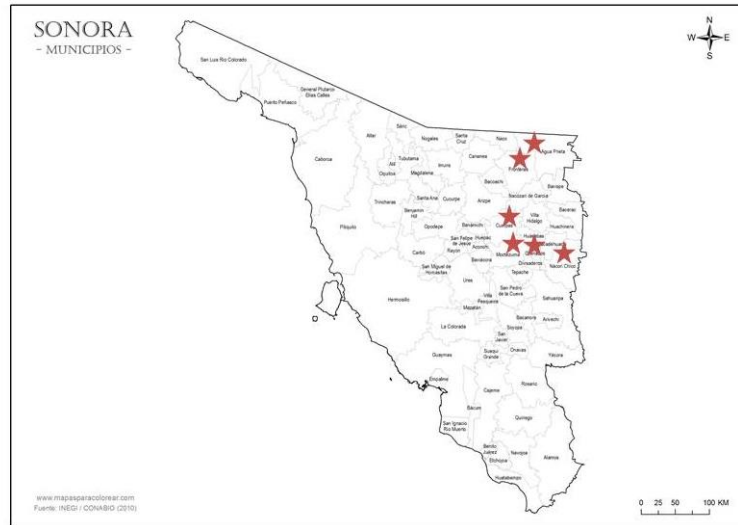 SONORA
- MUNICIPIOS -
N
W E
S
San Luis Río Colorado
General Plutarco
Elías Calles
Puerto Peñasco
Caborca
Altar
Sáric
Nogales
Santa
Cruz
Cananea
Naco
Agua Prieta
Fronteras
Tubutama
Atil
Oquitoa
Magdalena
Imuris
Bacoachi
Nacozari de García
Bavispe
Bacerac
Huachinera
Trincheras
Santa Ana
Cucurpe
Arizpe
Benjamín
Hill
Pitiquito
Opodepe
Banámichi
Cumpas
Villa
Hidalgo
San Felipe
de Jesús
Huépac
Aconchi
Rayón
Carbó
Baviácora
Moctezuma
Nácori Chico
Divisaderos
Tepache
San Miguel de
Horcasitas
Ures
Hermosillo
Villa
Pesqueira
San Pedro
de la Cueva
Sahuaripa
Mazatán
Bacanora
Arivechi
La Colorada
Soyopa
San
Javier
Guaymas
Suaqui
Grande
Onavas
Yécora
Empalme
Cajeme
Rosario
Bácum
Quiriego
San Ignacio
Río Muerto
Benito
Juárez
Navojoa
Álamos
Etchojoa
Huatabampo
www.mapasparacolorear.com
Fuente: INEGI / CONABIO (2010)
0 25 50 100 KM